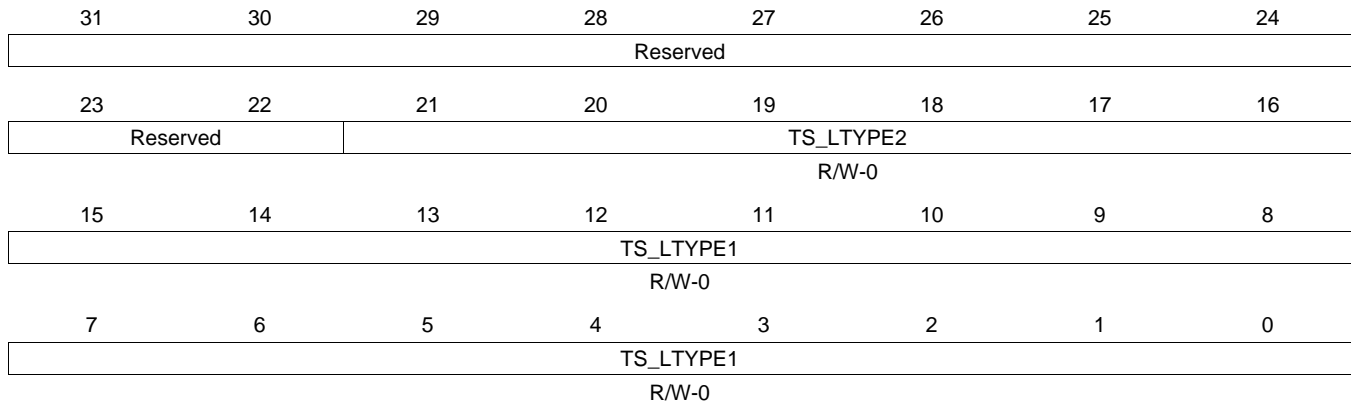 31 30 29 28 27 26 25 24
Reserved
23 22 21 20 19 18 17 16
Reserved TS_LTYPE2
R/W-0
15 14 13 12 11 10 9 8
TS_LTYPE1
R/W-0
7 6 5 4 3 2 1 0
TS_LTYPE1
R/W-0